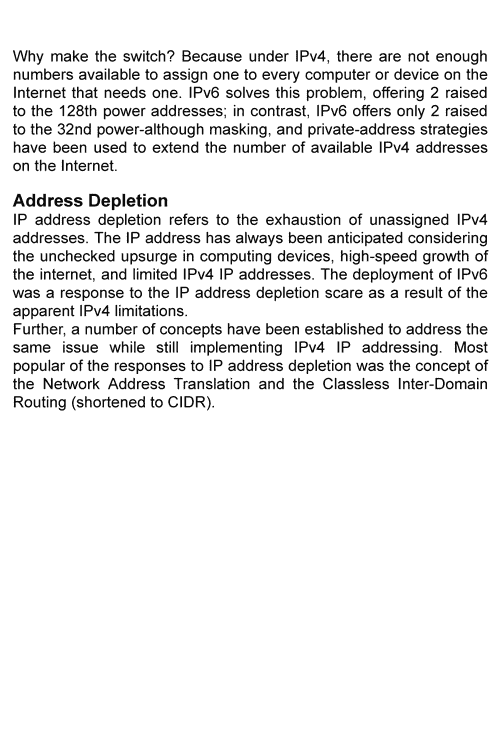 Why make the switch? Because under IPv4, there are not enough
numbers available to assign one to every computer or device on the
Internet that needs one. IPv6 solves this problem, offering 2 raised
to the 128th power addresses; in contrast, IPv6 offers only 2 raised
to the 32nd power-although masking, and private-address strategies
have been used to extend the number of available IPv4 addresses
on the Internet.
Address Depletion
IP address depletion refers to the exhaustion of unassigned IPv4
addresses. The IP address has always been anticipated considering
the unchecked upsurge in computing devices, high-speed growth of
the internet, and limited IPv4 IP addresses. The deployment of IPv6
was a response to the IP address depletion scare as a result of the
apparent IPv4 limitations.
Further, a number of concepts have been established to address the
same issue while still implementing IPv4 IP addressing. Most
popular of the responses to IP address depletion was the concept of
the Network Address Translation and the Classless Inter-Domain
Routing (shortened to CIDR).